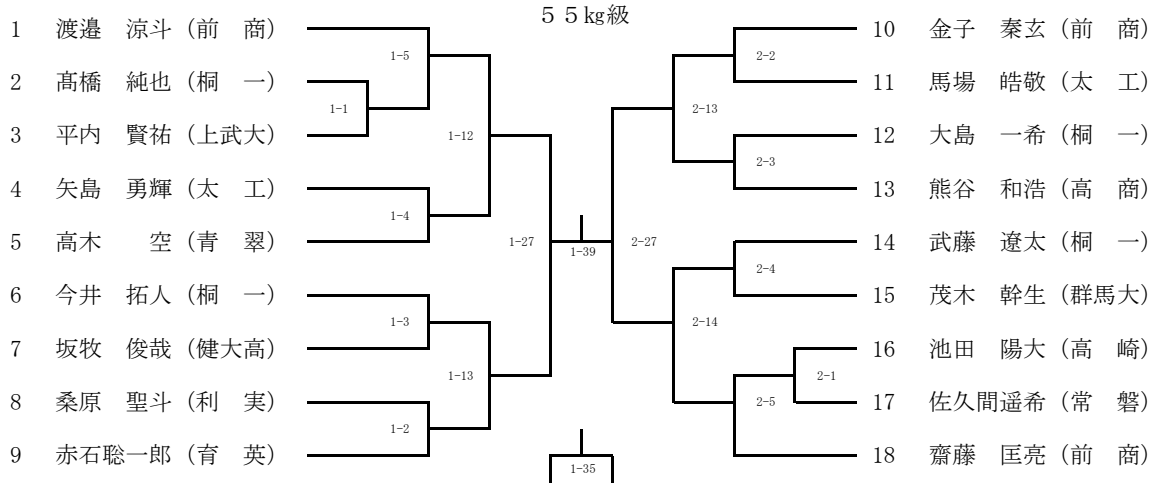 ５５㎏級
1 渡邉 涼斗（前 商）
2 髙橋 純也（桐 一）
3 平内 賢祐（上武大）
4 矢島 勇輝（太 工）
5 高木 空（青 翠）
6 今井 拓人（桐 一）
7 坂牧 俊哉（健大高）
8 桑原 聖斗（利 実）
9 赤石聡一郎（育 英）
1-5
1-1
1-12
1-4
1-27
1-3
1-13
1-2
1-39
1-35
2-2
2-13
2-3
2-27
2-4
2-14
2-1
2-5
10 金子 秦玄（前 商）
11 馬場 皓敬（太 工）
12 大島 一希（桐 一）
13 熊谷 和浩（高 商）
14 武藤 遼太（桐 一）
15 茂木 幹生（群馬大）
16 池田 陽大（高 崎）
17 佐久間遥希（常 磐）
18 齋藤 匡亮（前 商）